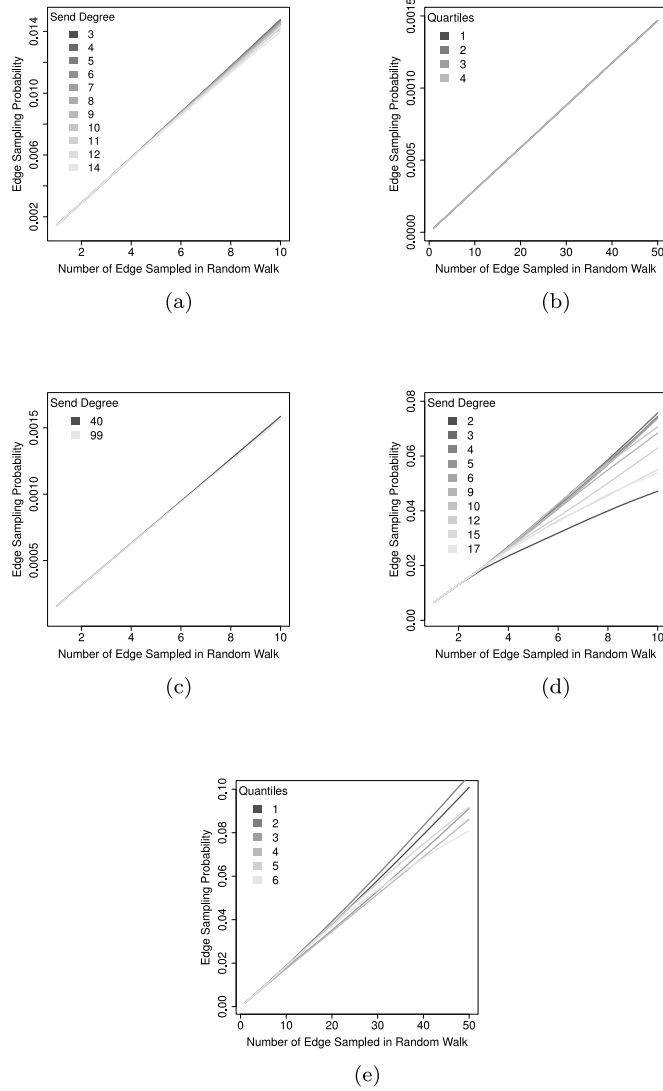 Send Degree
3
4
5
6
7
8
9
10
11
12
14
Edge Sampling Probability
0.002
0.006
0.010
0.014
2 4 6 8 10
Number of Edge Sampled in Random Walk
(a)
Quartiles
1
2
3
4
Edge Sampling Probability
0.0000
0.0005
0.0010
0.0015
0 10 20 30 40 50
Number of Edge Sampled in Random Walk
(b)
Send Degree
40
99
Edge Sampling Probability
0.0005
0.0010
0.0015
2 4 6 8 10
Number of Edge Sampled in Random Walk
(c)
Send Degree
2
3
4
5
6
9
10
12
15
17
Edge Sampling Probability
0.00
0.02
0.04
0.06
0.08
2 4 6 8 10
Number of Edge Sampled in Random Walk
(d)
Quantiles
1
2
3
4
5
6
Edge Sampling Probability
0.00
0.02
0.04
0.06
0.08
0.10
0 10 20 30 40 50
Number of Edge Sampled in Random Walk
(e)